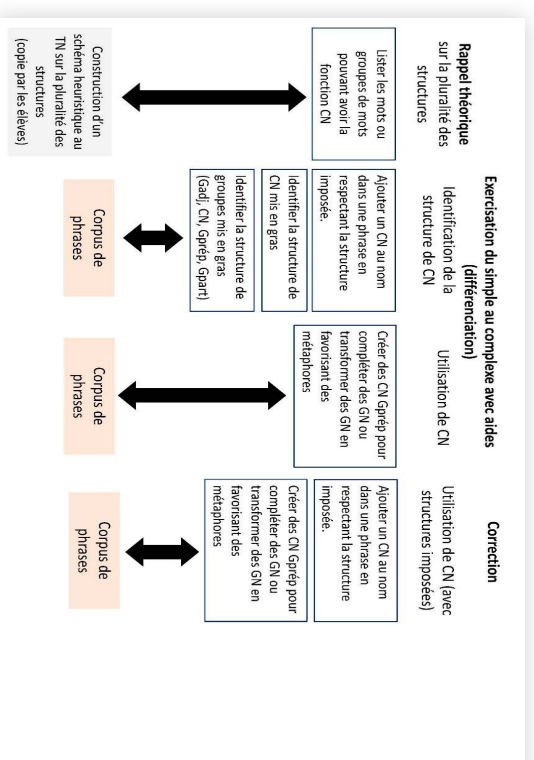 Rappel théorique
sur la pluralité des
structures
Lister les mots ou
groupes de mots
pouvant avoir la
fonction CN
Construction d'un
schéma heuristique au
TN sur la pluralité des
structures
(copie par les élèves)
Exercisation du simple au complexe avec aides
(différenciation)
Identification de la
structure de CN
Ajouter un CN au nom
dans une phrase en
respectant la structure
imposée.
Identifier la structure de
CN mis en gras
Identifier la structure de
groupes mis en gras
(Gadj, CN, Gprép, Gpart)
Corpus de
phrases
Utilisation de CN
Créer des CN Gprép pour
compléter des GN ou
transformer des GN en
favorisant des
métaphores
Corpus de
phrases
Correction
Utilisation de CN (avec
structures imposées)
Ajouter un CN au nom
dans une phrase en
respectant la structure
imposée.
Créer des CN Gprép pour
compléter des GN ou
transformer des GN en
favorisant des
métaphores
Corpus de
phrases